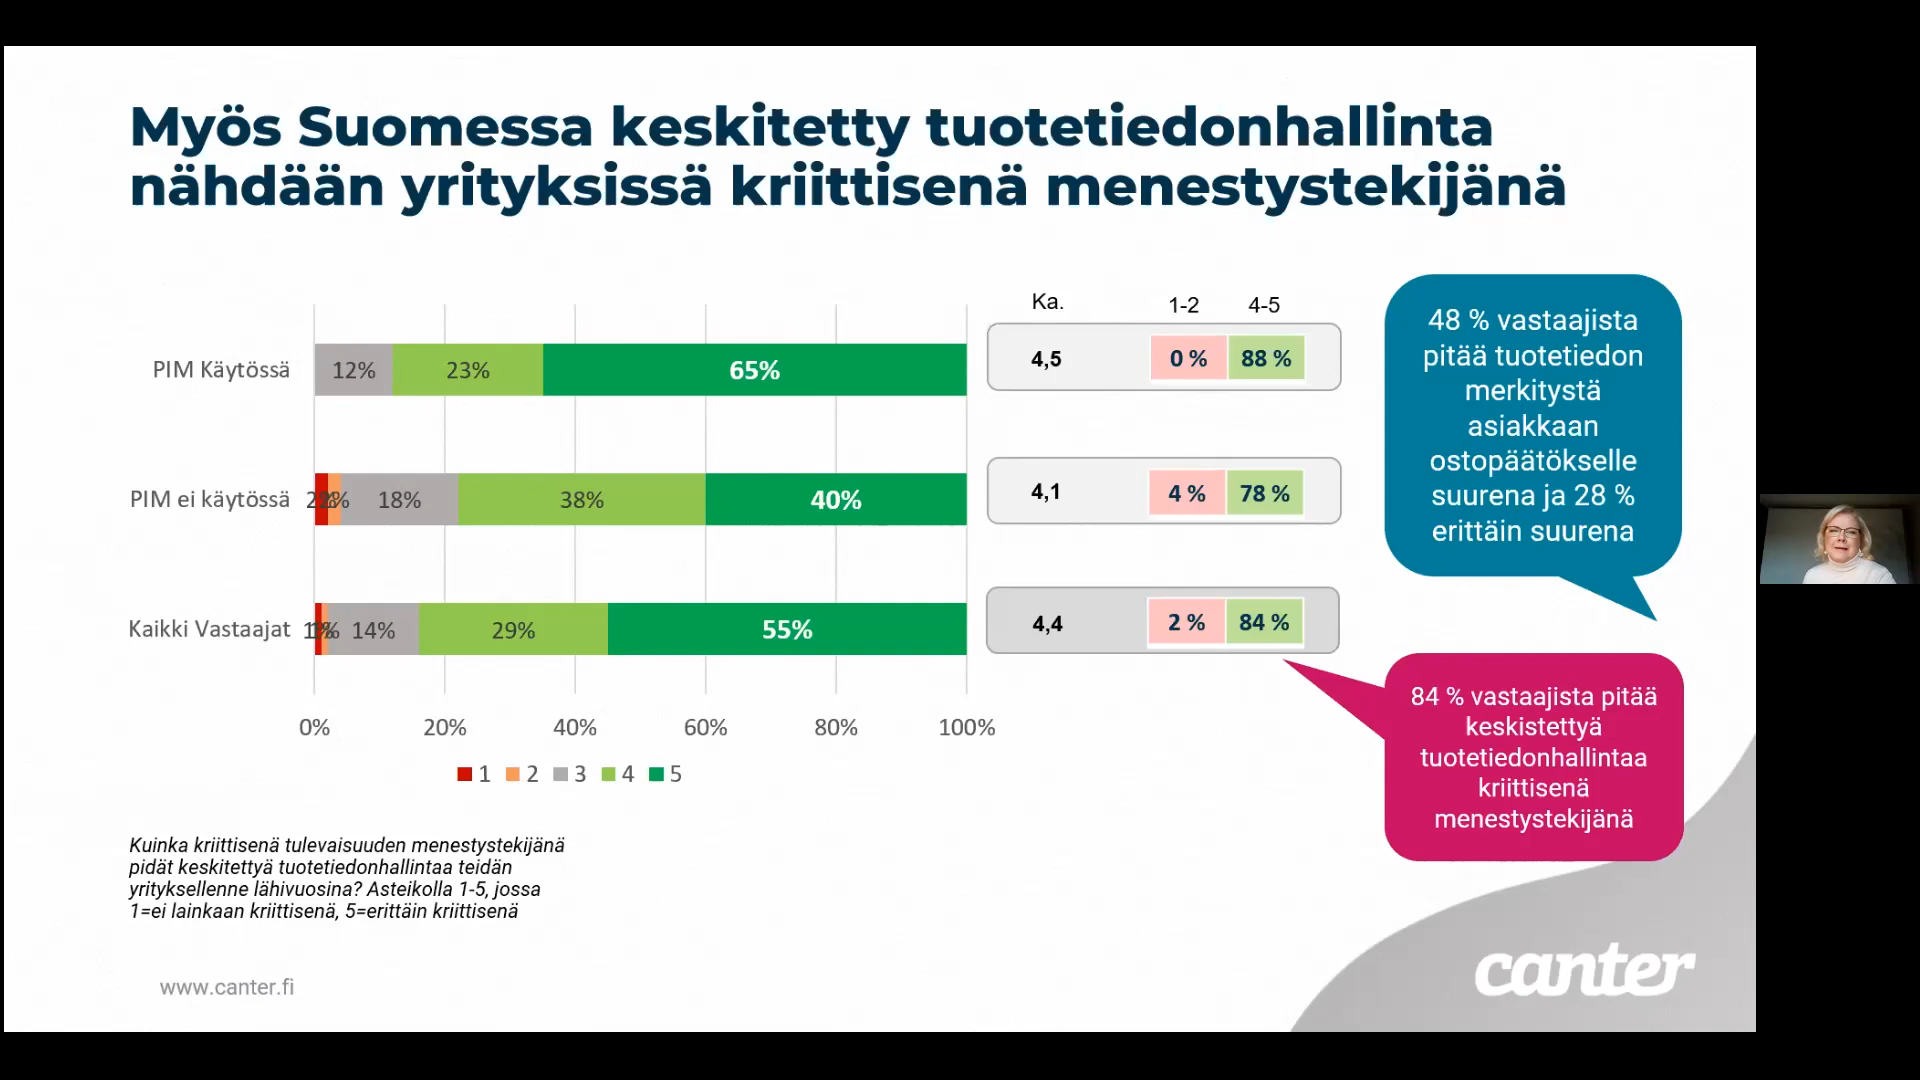 Myös Suomessa keskitetty tuotetiedonhallinta
nähdään yrityksissä kriittisenä menestystekijänä
Ka. 1-2 4-5
PIM Käytössä 12% 23% 65% 4,5 0 % 88 %
PIM ei käytössä 2% 2% 18% 38% 40% 4,1 4 % 78 %
Kaikki Vastaajat 1% 1% 14% 29% 55% 4,4 2 % 84 %
0% 20% 40% 60% 80% 100%
1 2 3 4 5
48 % vastaajista
pitää tuotetiedon
merkitystä
asiakkaan
ostopäätökselle
suurena ja 28 %
erittäin suurena
84 % vastaajista pitää
keskistettyä
tuotetiedonhallintaa
kriittisenä
menestystekijänä
Kuinka kriittisenä tulevaisuuden menestystekijänä
pidät keskitettyä tuotetiedonhallintaa teidän
yrityksellenne lähivuosina? Asteikolla 1-5, jossa
1=ei lainkaan kriittisenä, 5=erittäin kriittisenä
www.canter.fi
canter